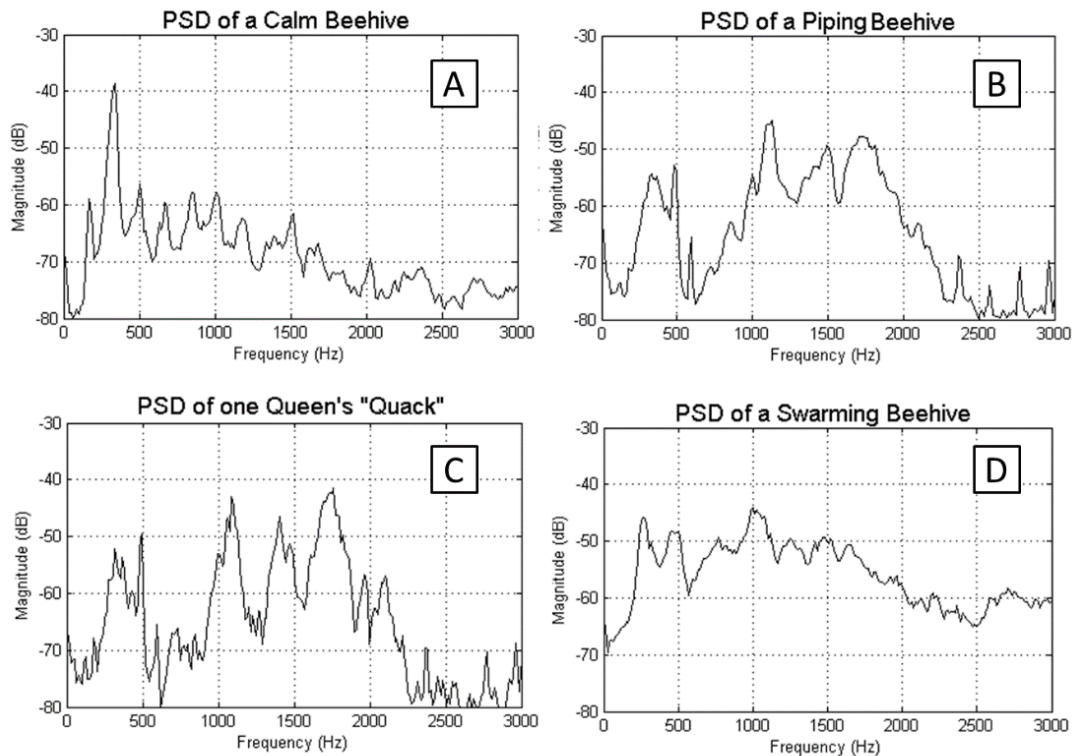 PSD of a Calm Beehive
-30
-40
-50
-60
-70
-80
Magnitude (dB)
A
0 500 1000 1500 2000 2500 3000
Frequency (Hz)
PSD of a Piping Beehive
-30
-40
-50
-60
-70
-80
Magnitude (dB)
B
0 500 1000 1500 2000 2500 3000
Frequency (Hz)
PSD of one Queen's "Quack"
-30
-40
-50
-60
-70
-80
Magnitude (dB)
C
0 500 1000 1500 2000 2500 3000
Frequency (Hz)
PSD of a Swarming Beehive
-30
-40
-50
-60
-70
-80
Magnitude (dB)
D
0 500 1000 1500 2000 2500 3000
Frequency (Hz)